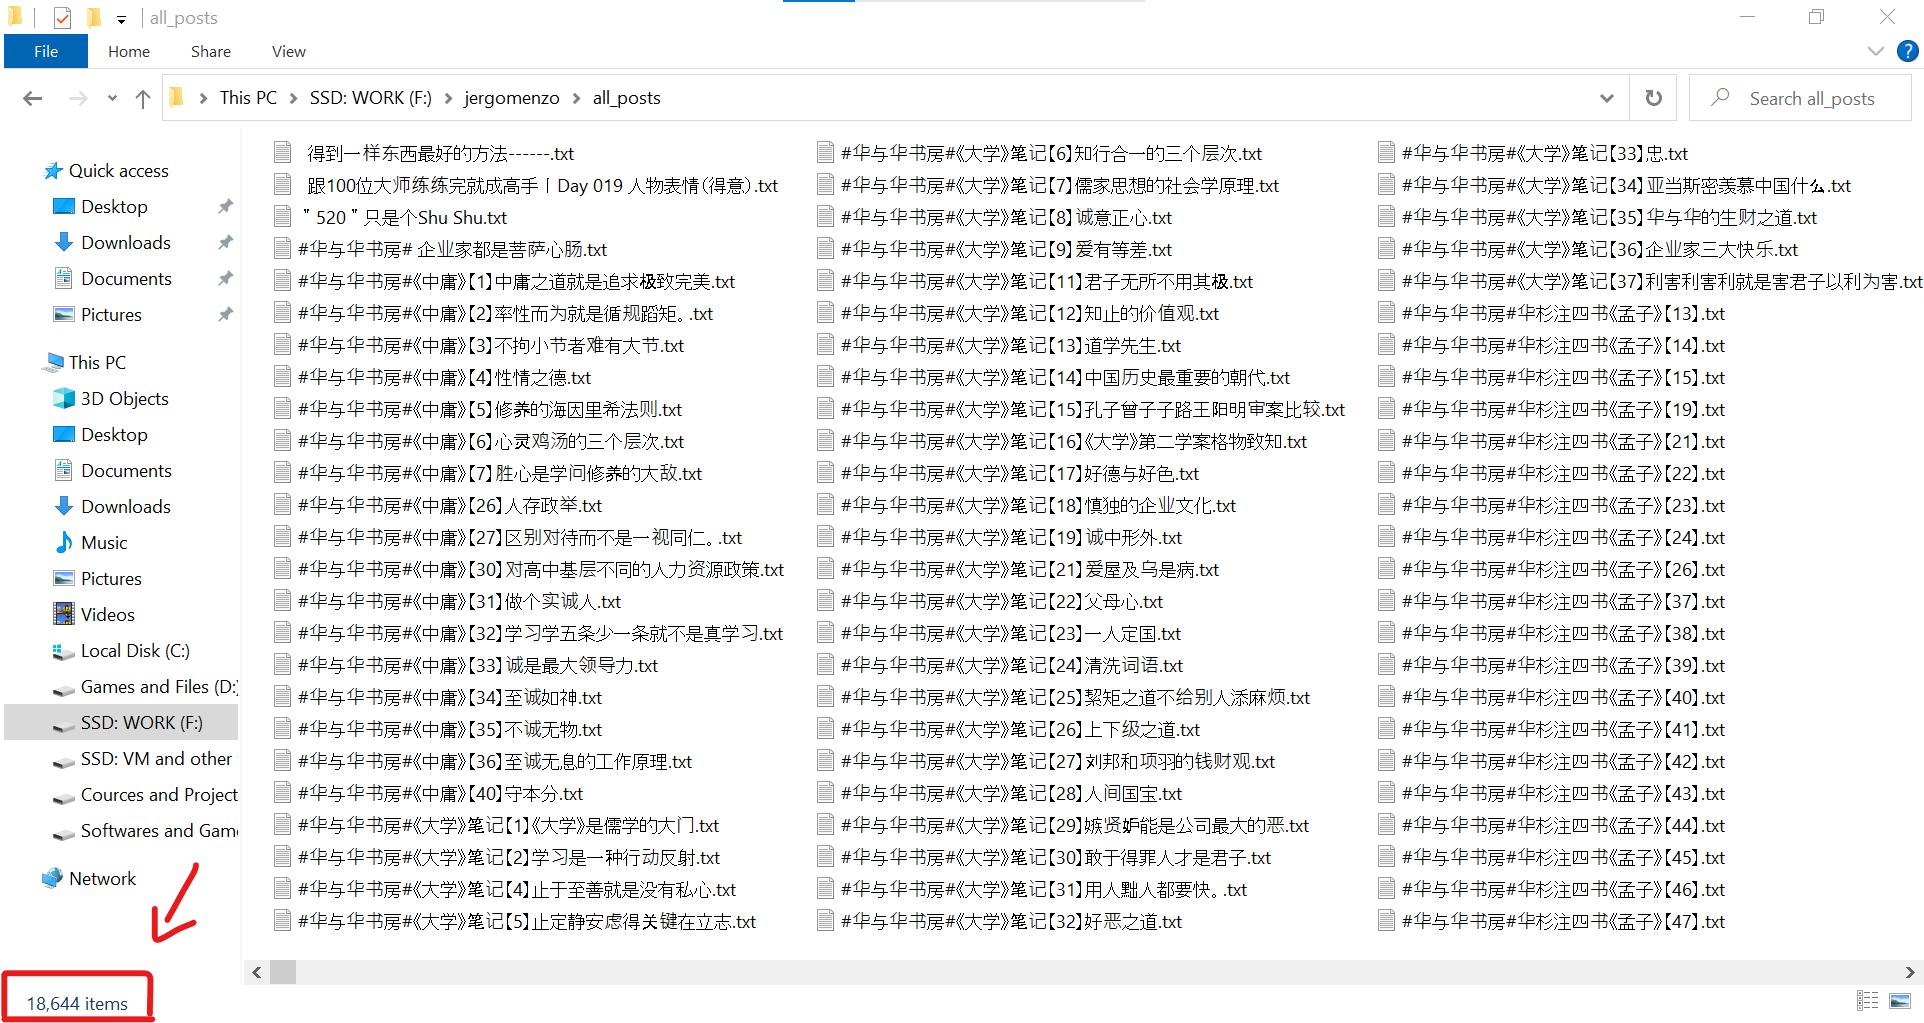 all_posts
File Home Share View
This PC SSD: WORK (F:) jergomenzo all_posts
Search all_posts
Quick access
Desktop
Downloads
Documents
Pictures
This PC
3D Objects
Desktop
Documents
Downloads
Music
Pictures
Videos
Local Disk (C:)
Games and Files (D:)
SSD: WORK (F:)
SSD: VM and other
Cources and Project
Softwares and Game
Network
得到一样东西最好的方法------.txt
跟100位大师练练完就成高手丨Day 019 人物表情(得意).txt
＂520＂只是个Shu Shu.txt
#华与华书房# 企业家都是菩萨心肠.txt
#华与华书房#《中庸》【1】中庸之道就是追求极致完美.txt
#华与华书房#《中庸》【2】率性而为就是循规蹈矩。.txt
#华与华书房#《中庸》【3】不拘小节者难有大节.txt
#华与华书房#《中庸》【4】性情之德.txt
#华与华书房#《中庸》【5】修养的海因里希法则.txt
#华与华书房#《中庸》【6】心灵鸡汤的三个层次.txt
#华与华书房#《中庸》【7】胜心是学问修养的大敌.txt
#华与华书房#《中庸》【26】人存政举.txt
#华与华书房#《中庸》【27】区别对待而不是一视同仁。.txt
#华与华书房#《中庸》【30】对高中基层不同的人力资源政策.txt
#华与华书房#《中庸》【31】做个实诚人.txt
#华与华书房#《中庸》【32】学习学五条少一条就不是真学习.txt
#华与华书房#《中庸》【33】诚是最大领导力.txt
#华与华书房#《中庸》【34】至诚如神.txt
#华与华书房#《中庸》【35】不诚无物.txt
#华与华书房#《中庸》【36】至诚无息的工作原理.txt
#华与华书房#《中庸》【40】守本分.txt
#华与华书房#《大学》笔记【1】《大学》是儒学的大门.txt
#华与华书房#《大学》笔记【2】学习是一种行动反射.txt
#华与华书房#《大学》笔记【4】止于至善就是没有私心.txt
#华与华书房#《大学》笔记【5】止定静安虑得关键在立志.txt
#华与华书房#《大学》笔记【6】知行合一的三个层次.txt
#华与华书房#《大学》笔记【7】儒家思想的社会学原理.txt
#华与华书房#《大学》笔记【8】诚意正心.txt
#华与华书房#《大学》笔记【9】爱有等差.txt
#华与华书房#《大学》笔记【11】君子无所不用其极.txt
#华与华书房#《大学》笔记【12】知止的价值观.txt
#华与华书房#《大学》笔记【13】道学先生.txt
#华与华书房#《大学》笔记【14】中国历史最重要的朝代.txt
#华与华书房#《大学》笔记【15】孔子曾子子路王阳明审案比较.txt
#华与华书房#《大学》笔记【16】《大学》第二学案格物致知.txt
#华与华书房#《大学》笔记【17】好德与好色.txt
#华与华书房#《大学》笔记【18】慎独的企业文化.txt
#华与华书房#《大学》笔记【19】诚中形外.txt
#华与华书房#《大学》笔记【21】爱屋及乌是病.txt
#华与华书房#《大学》笔记【22】父母心.txt
#华与华书房#《大学》笔记【23】一人定国.txt
#华与华书房#《大学》笔记【24】清洗词语.txt
#华与华书房#《大学》笔记【25】絜矩之道不给别人添麻烦.txt
#华与华书房#《大学》笔记【26】上下级之道.txt
#华与华书房#《大学》笔记【27】刘邦和项羽的钱财观.txt
#华与华书房#《大学》笔记【28】人间国宝.txt
#华与华书房#《大学》笔记【29】嫉贤妒能是公司最大的恶.txt
#华与华书房#《大学》笔记【30】敢于得罪人才是君子.txt
#华与华书房#《大学》笔记【31】用人黜人都要快。.txt
#华与华书房#《大学》笔记【32】好恶之道.txt
#华与华书房#《大学》笔记【33】忠.txt
#华与华书房#《大学》笔记【34】亚当斯密羡慕中国什么.txt
#华与华书房#《大学》笔记【35】华与华的生财之道.txt
#华与华书房#《大学》笔记【36】企业家三大快乐.txt
#华与华书房#《大学》笔记【37】利害利害利就是害君子以利为害.txt
#华与华书房#华杉注四书《孟子》【13】.txt
#华与华书房#华杉注四书《孟子》【14】.txt
#华与华书房#华杉注四书《孟子》【15】.txt
#华与华书房#华杉注四书《孟子》【19】.txt
#华与华书房#华杉注四书《孟子》【21】.txt
#华与华书房#华杉注四书《孟子》【22】.txt
#华与华书房#华杉注四书《孟子》【23】.txt
#华与华书房#华杉注四书《孟子》【24】.txt
#华与华书房#华杉注四书《孟子》【26】.txt
#华与华书房#华杉注四书《孟子》【37】.txt
#华与华书房#华杉注四书《孟子》【38】.txt
#华与华书房#华杉注四书《孟子》【39】.txt
#华与华书房#华杉注四书《孟子》【40】.txt
#华与华书房#华杉注四书《孟子》【41】.txt
#华与华书房#华杉注四书《孟子》【42】.txt
#华与华书房#华杉注四书《孟子》【43】.txt
#华与华书房#华杉注四书《孟子》【44】.txt
#华与华书房#华杉注四书《孟子》【45】.txt
#华与华书房#华杉注四书《孟子》【46】.txt
#华与华书房#华杉注四书《孟子》【47】.txt
18,644 items